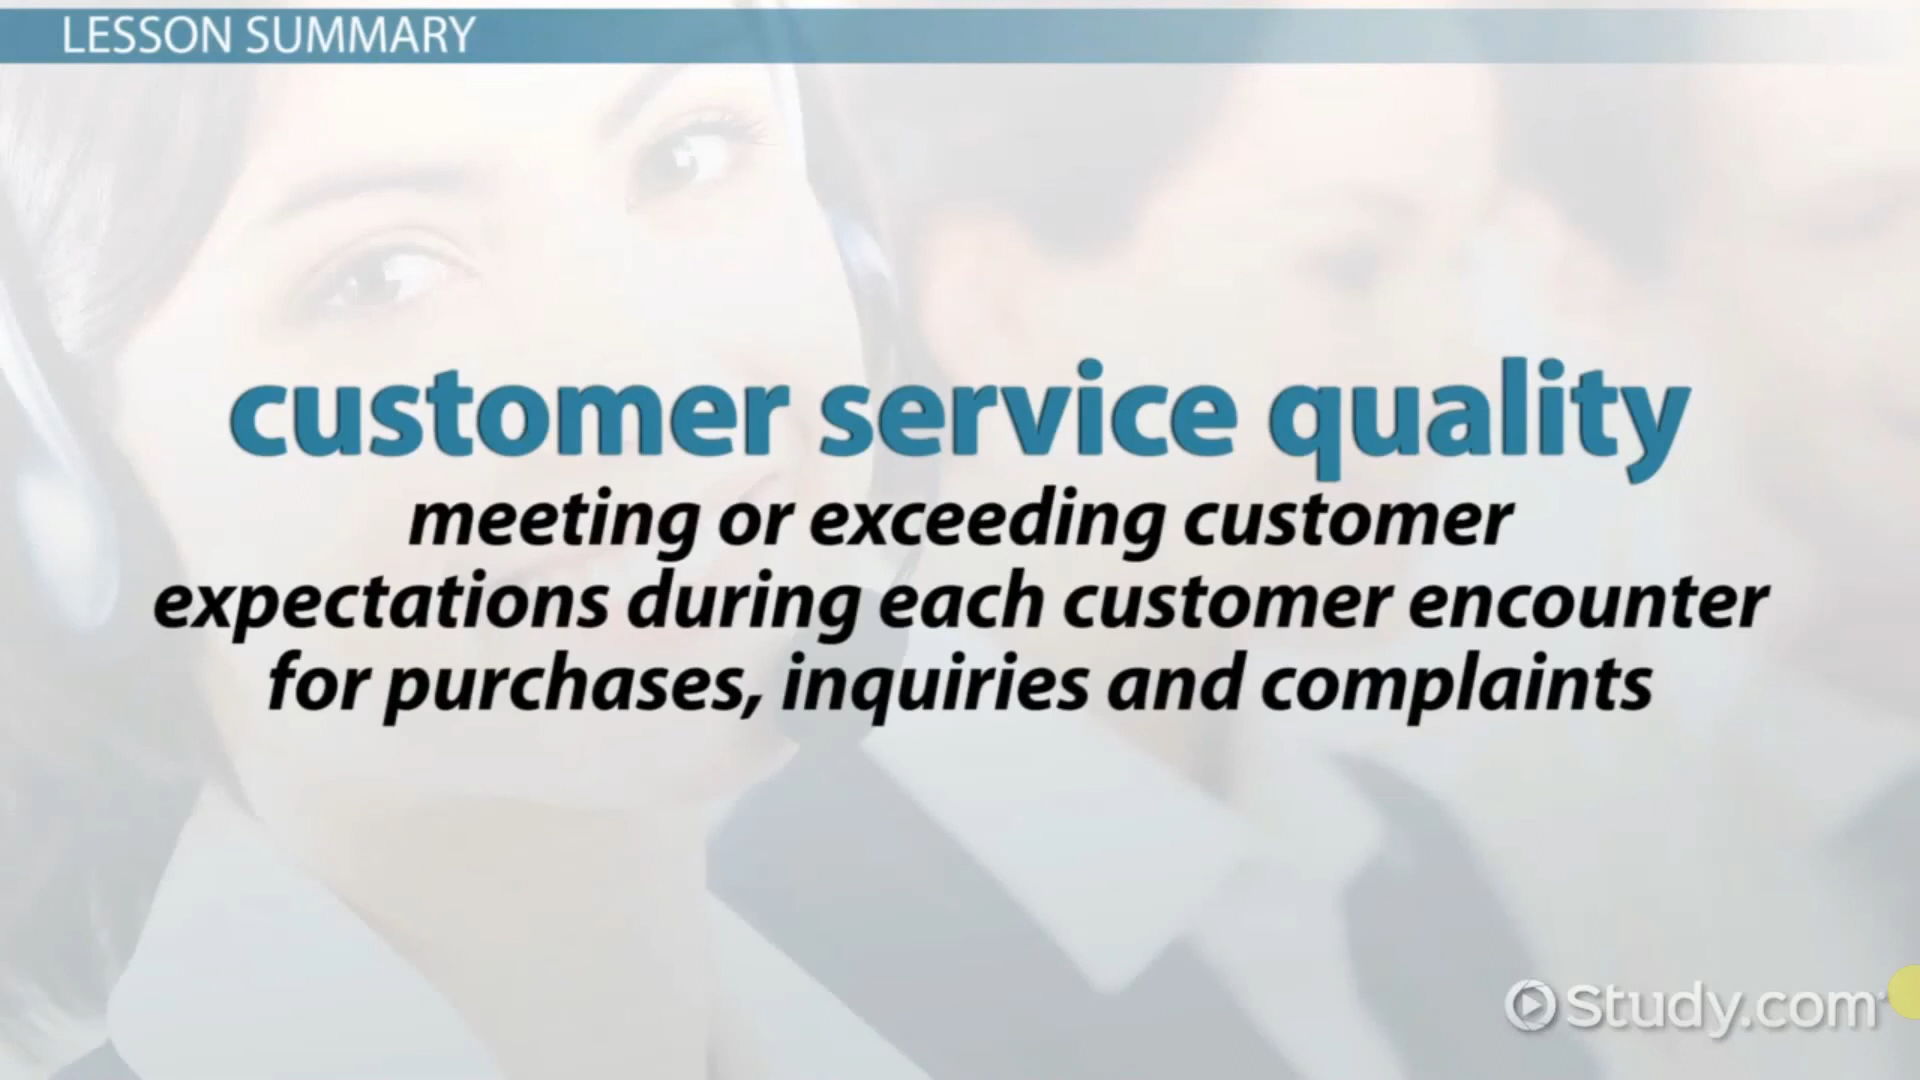 LESSON SUMMARY
customer service quality
meeting or exceeding customer
expectations during each customer encounter
for purchases, inquiries and complaints
Study.com